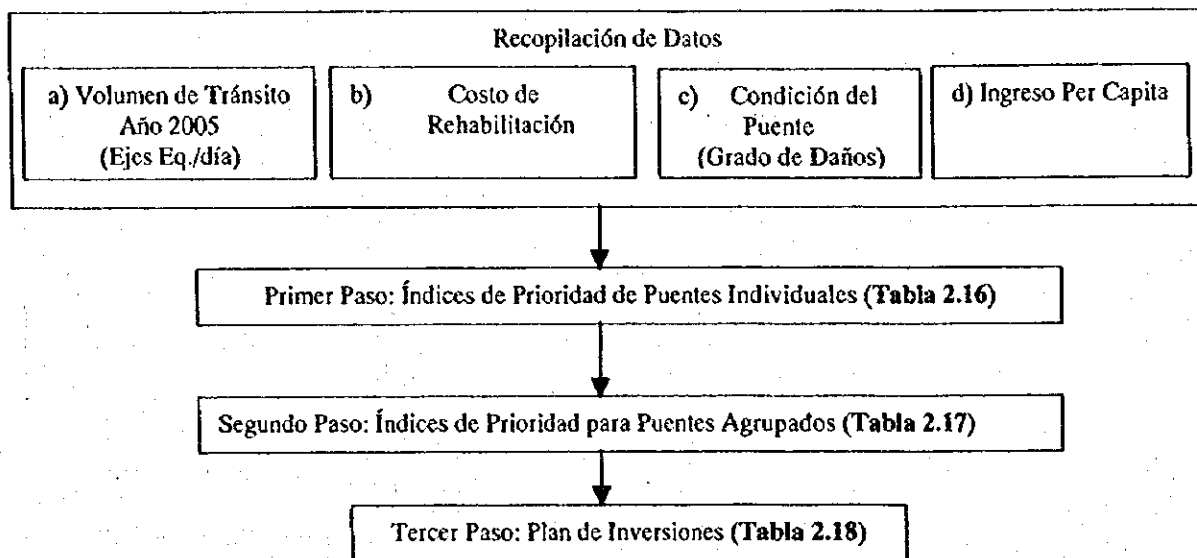 Recopilación de Datos
a) Volumen de Tránsito
Año 2005
(Ejes Eq./día)
b) Costo de
Rehabilitación
c) Condición del
Puente
(Grado de Daños)
d) Ingreso Per Capita
Primer Paso: Índices de Prioridad de Puentes Individuales (Tabla 2.16)
Segundo Paso: Índices de Prioridad para Puentes Agrupados (Tabla 2.17)
Tercer Paso: Plan de Inversiones (Tabla 2.18)